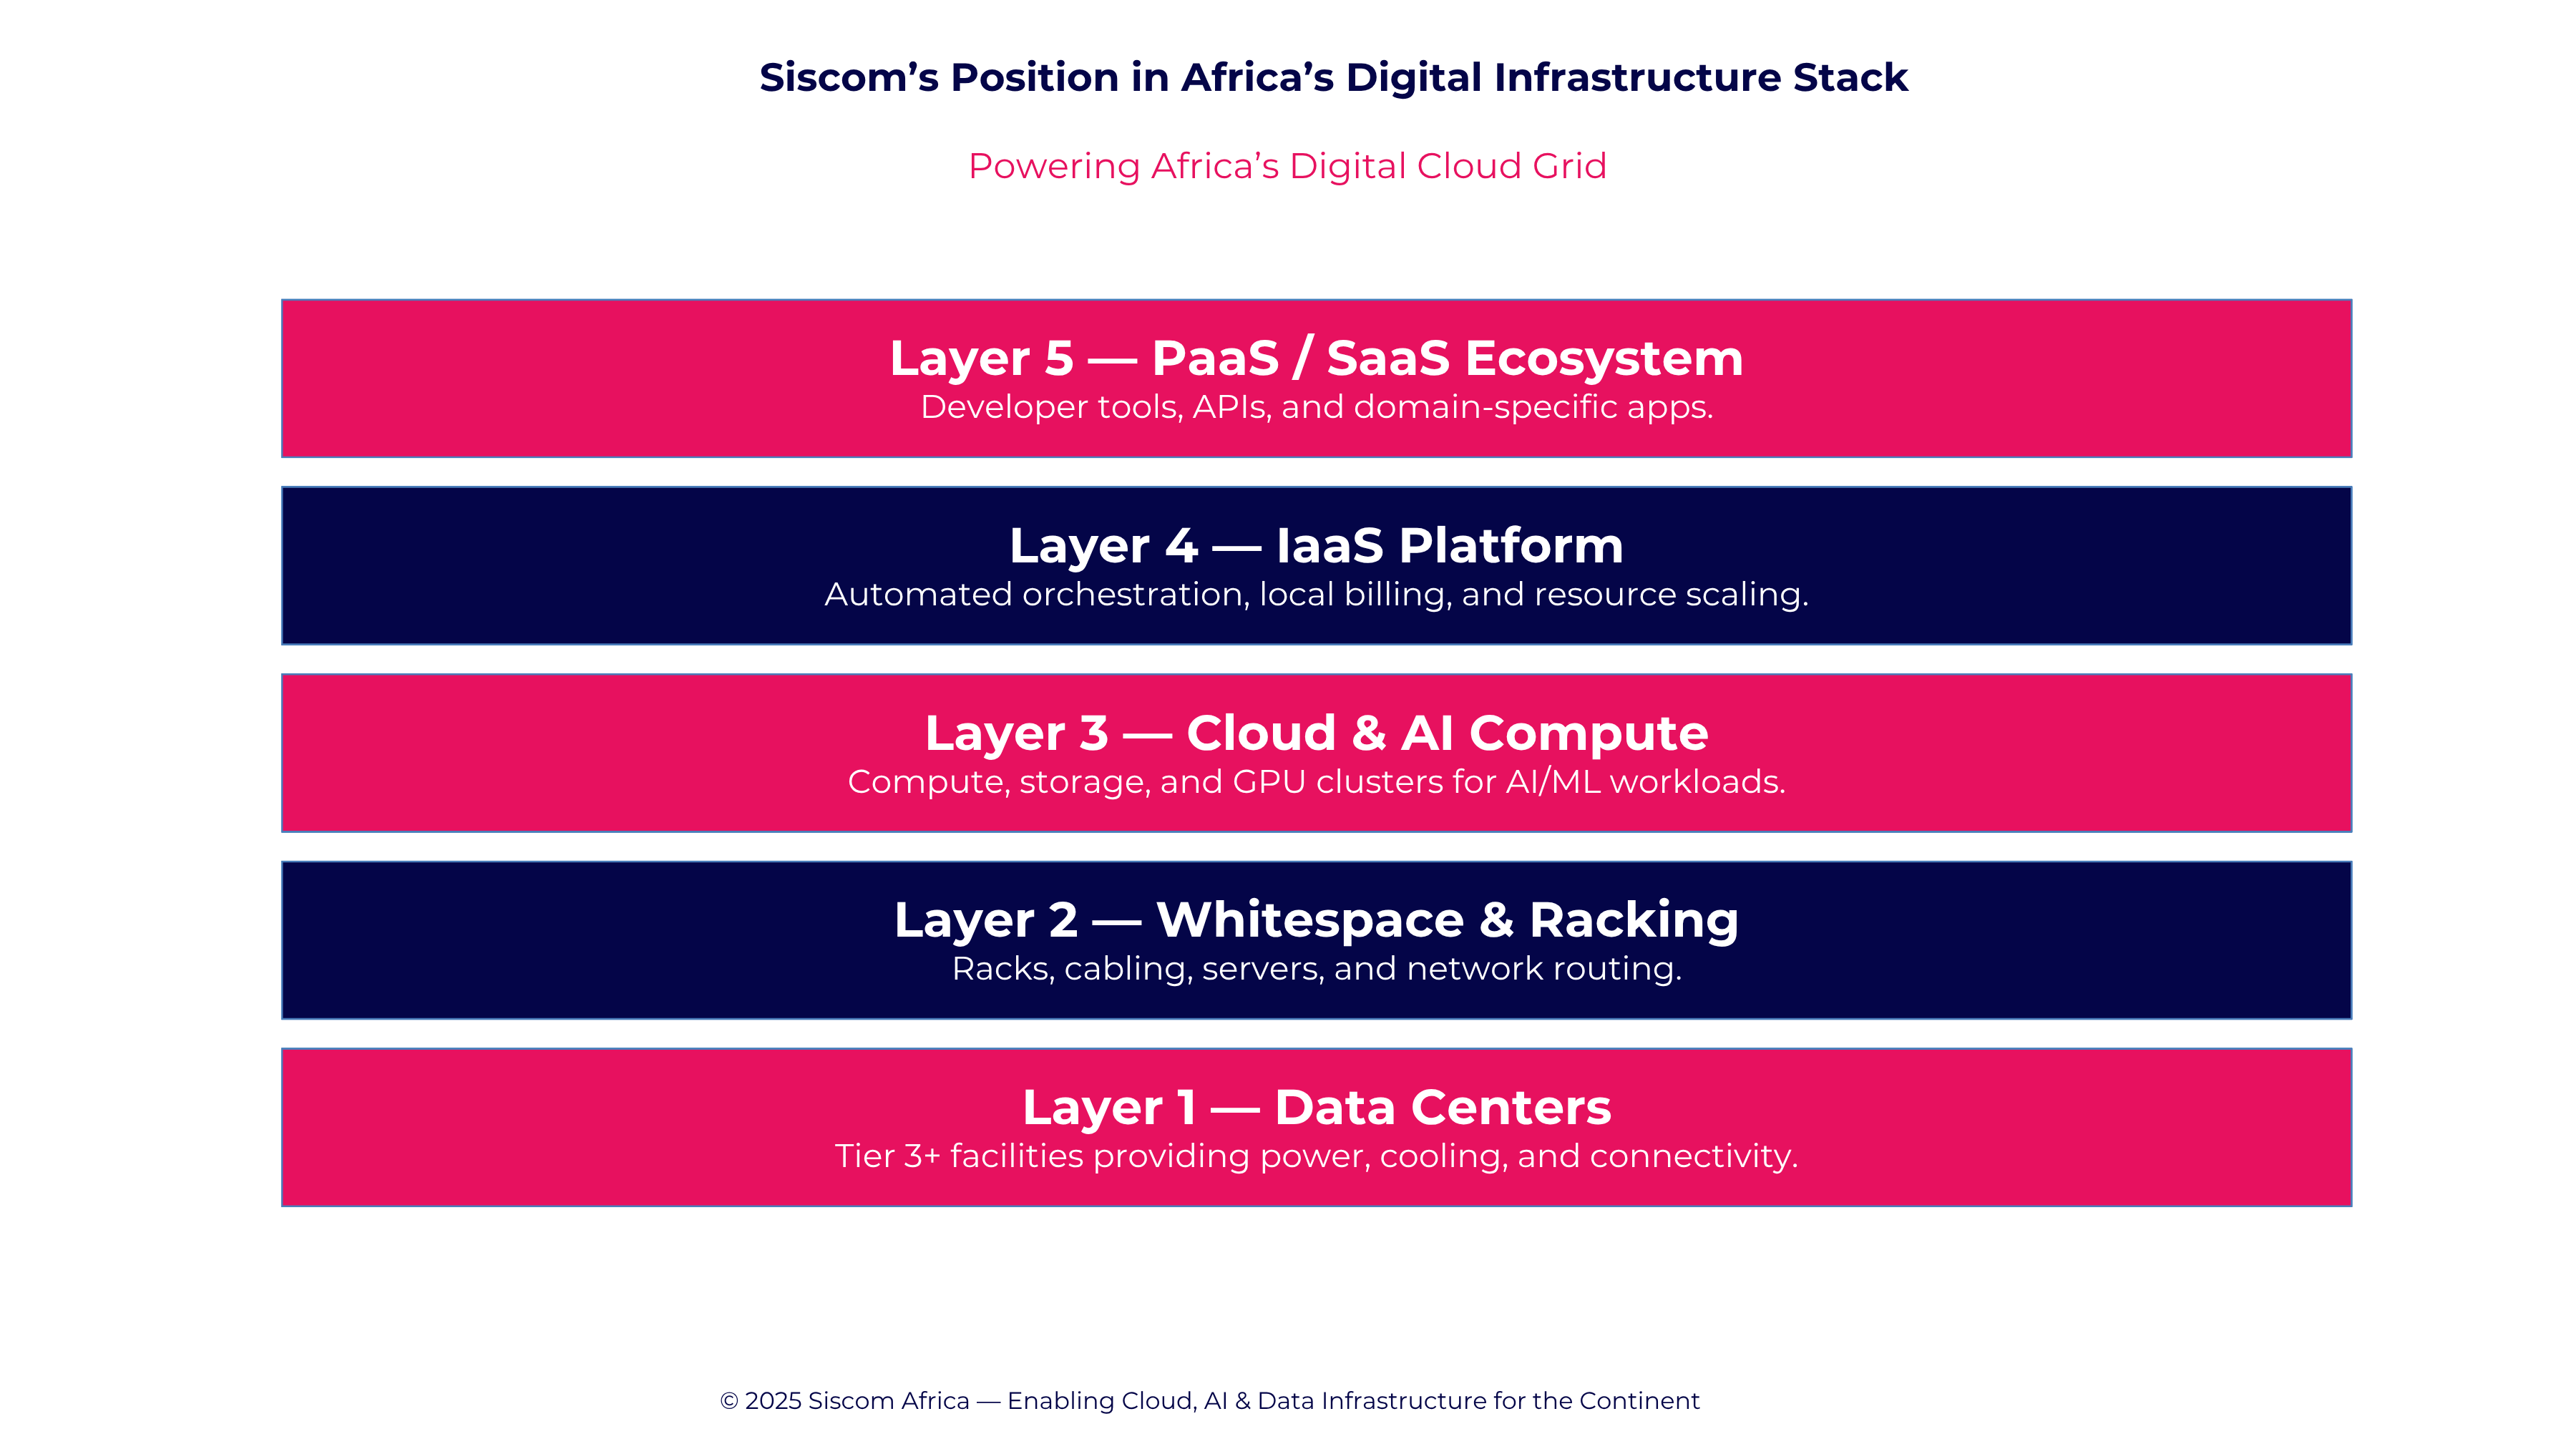 Siscom’s Position in Africa’s Digital Infrastructure Stack
Powering Africa’s Digital Cloud Grid
Layer 5 — PaaS / SaaS Ecosystem
Developer tools, APIs, and domain-specific apps.
Layer 4 — IaaS Platform
Automated orchestration, local billing, and resource scaling.
Layer 3 — Cloud & AI Compute
Compute, storage, and GPU clusters for AI/ML workloads.
Layer 2 — Whitespace & Racking
Racks, cabling, servers, and network routing.
Layer 1 — Data Centers
Tier 3+ facilities providing power, cooling, and connectivity.
© 2025 Siscom Africa — Enabling Cloud, AI & Data Infrastructure for the Continent